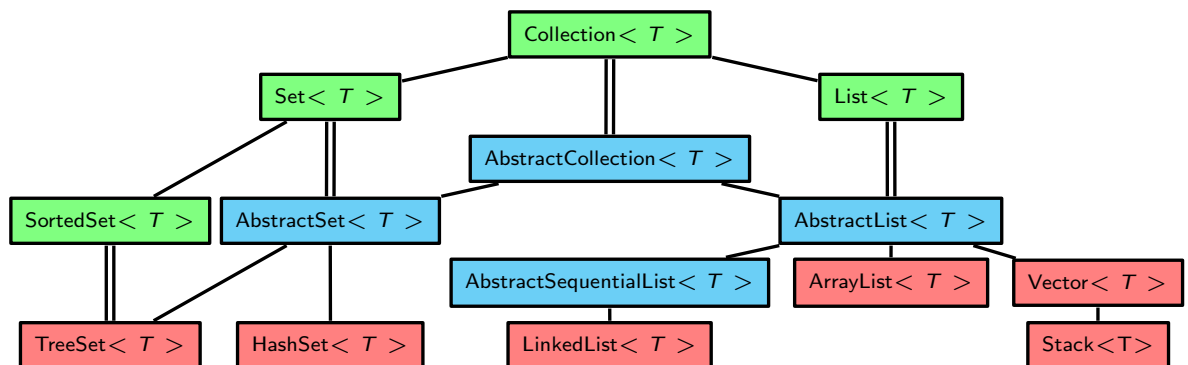 Collection< T >
Set< T >
List< T >
AbstractCollection< T >
SortedSet< T >
AbstractSet< T >
AbstractList< T >
AbstractSequentialList< T >
ArrayList< T >
Vector< T >
TreeSet< T >
HashSet< T >
LinkedList< T >
Stack<T>